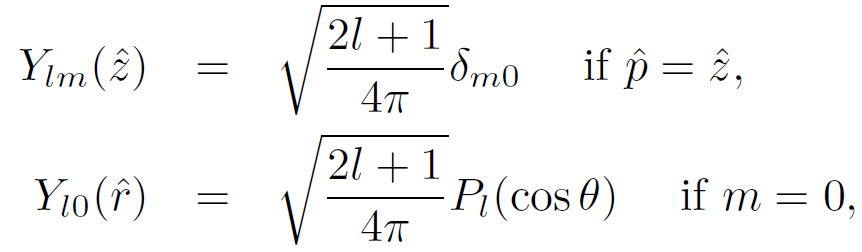 Y_{lm}(\hat{z}) = \sqrt{\frac{2l+1}{4\pi}} \delta_{m0} if \hat{p} = \hat{z},
Y_{l0}(\hat{r}) = \sqrt{\frac{2l+1}{4\pi}} P_l(\cos\theta) if m = 0,